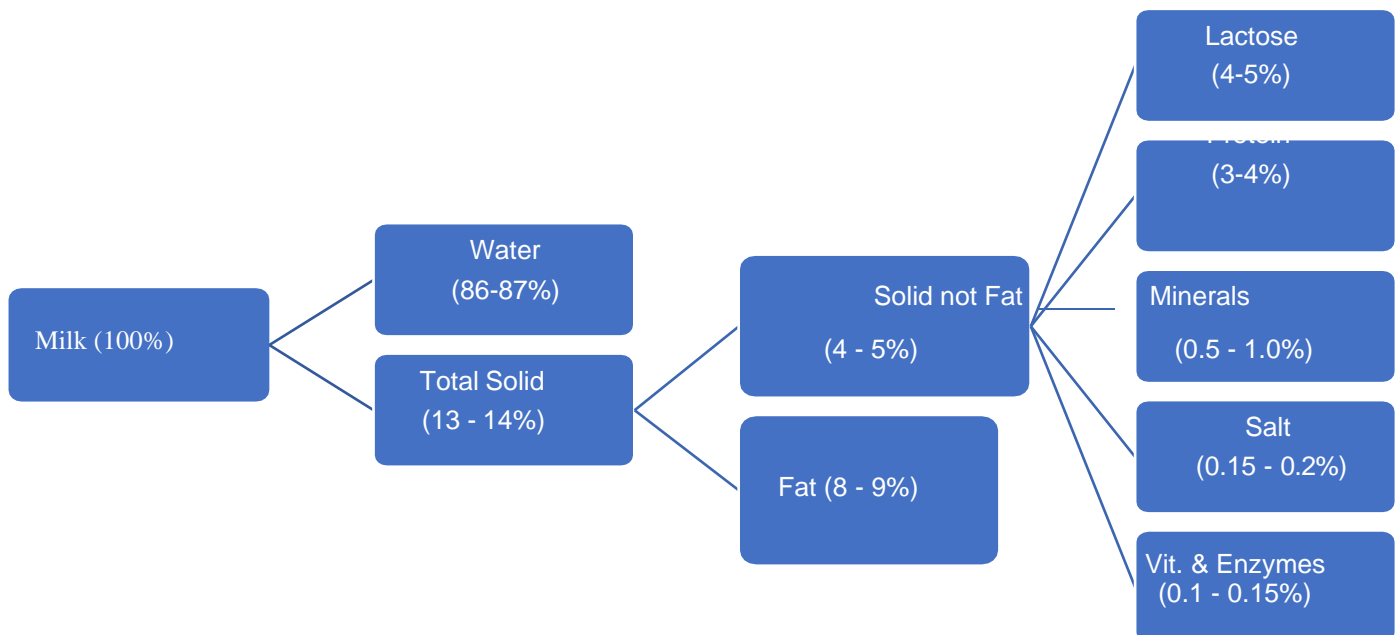 Milk (100%)
Water
(86-87%)
Total Solid
(13 - 14%)
Solid not Fat
(4 - 5%)
Fat (8 - 9%)
Lactose
(4-5%)
Protein
(3-4%)
Minerals
(0.5 - 1.0%)
Salt
(0.15 - 0.2%)
Vit. & Enzymes
(0.1 - 0.15%)